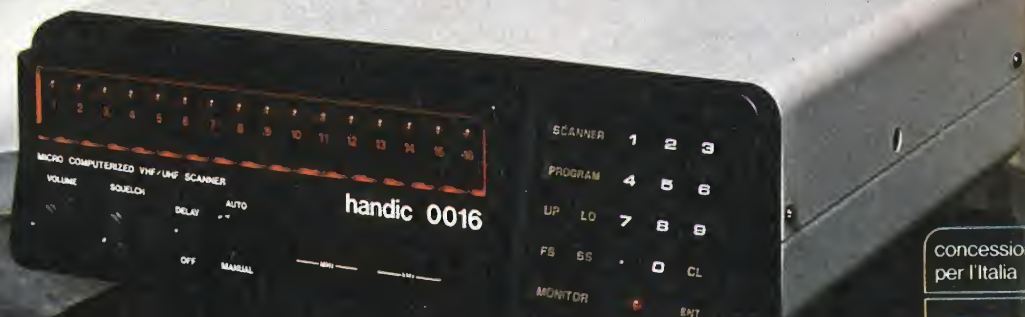 1 2 3 4 5 6 7 8 9 10 11 12 13 14 15 16
MICRO COMPUTERIZED VHF/UHF SCANNER
VOLUME SQUELCH DELAY AUTO
OFF MANUAL
handic 0016
MHz kHz
SCANNER 1 2 3
PROGRAM 4 5 6
UP LO 7 8 9
FS SS . 0 CL
MONITOR ENT
concessio
per l'Italia